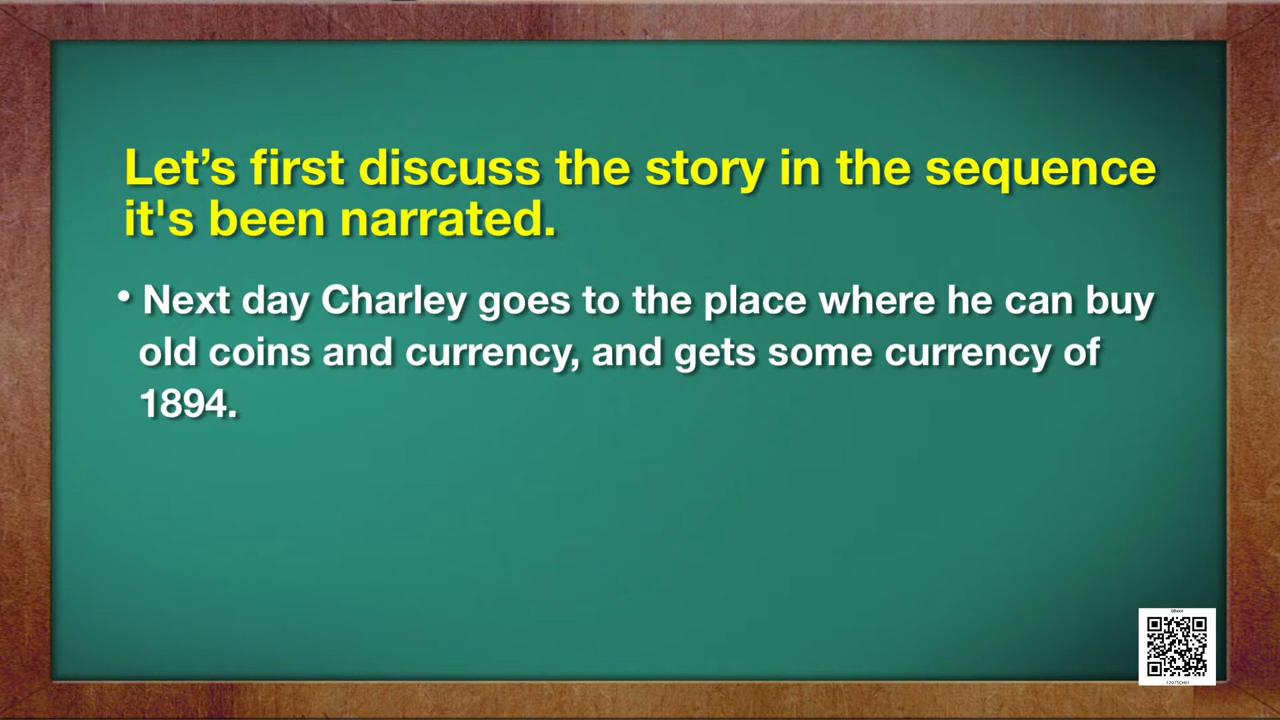 Let’s first discuss the story in the sequence
it's been narrated.
• Next day Charley goes to the place where he can buy
old coins and currency, and gets some currency of
1894.